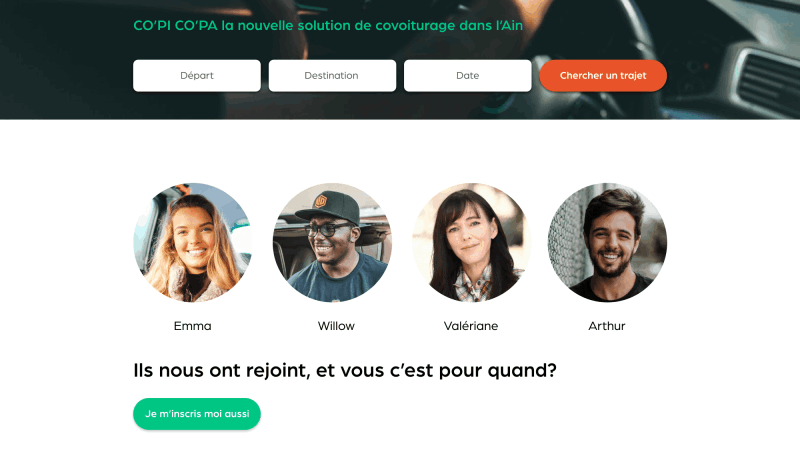 CO'PI CO'PA la nouvelle solution de covoiturage dans l'Ain
Départ
Destination
Date
Chercher un trajet
Emma
Willow
Valériane
Arthur
Ils nous ont rejoint, et vous c'est pour quand?
Je m'inscris moi aussi